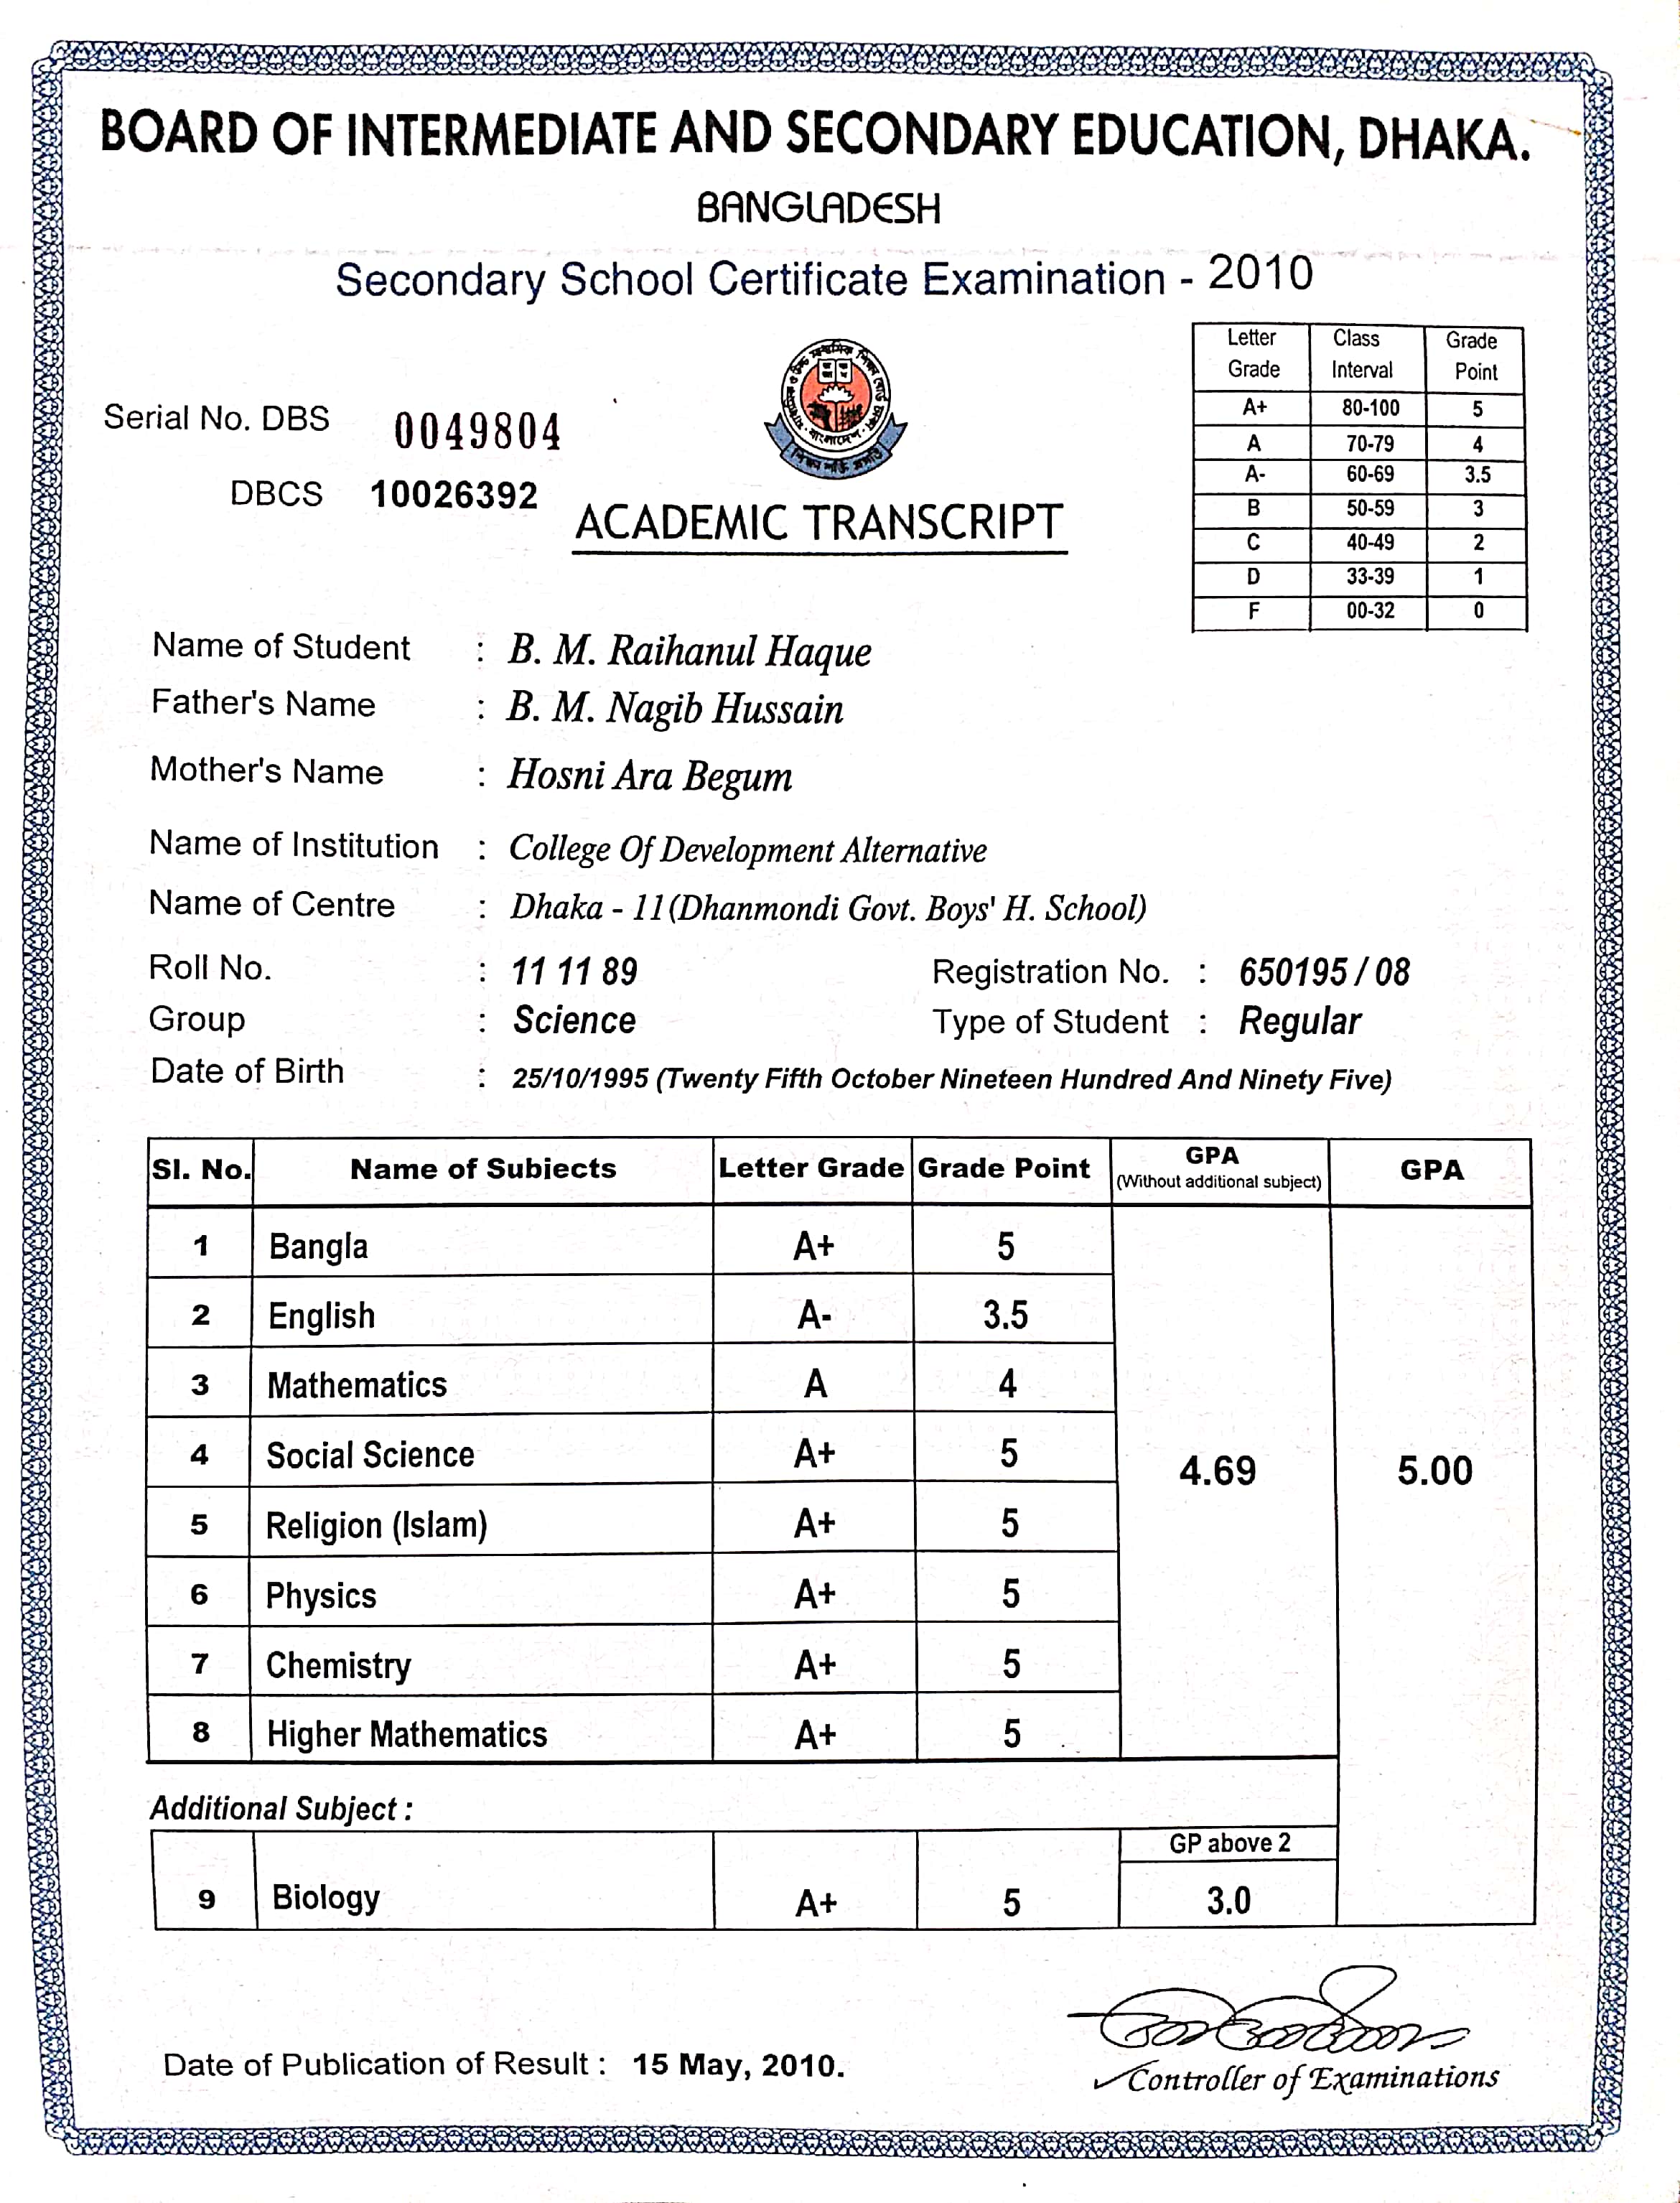 BOARD OF INTERMEDIATE AND SECONDARY EDUCATION, DHAKA.
BANGLADESH
Secondary School Certificate Examination - 2010
Letter Grade Class Interval Grade Point
A+ 80-100 5
A 70-79 4
A- 60-69 3.5
B 50-59 3
C 40-49 2
D 33-39 1
F 00-32 0
Serial No. DBS 0049804
DBCS 10026392
ACADEMIC TRANSCRIPT
Name of Student : B. M. Raihanul Haque
Father's Name : B. M. Nagib Hussain
Mother's Name : Hosni Ara Begum
Name of Institution : College Of Development Alternative
Name of Centre : Dhaka - 11(Dhanmondi Govt. Boys' H. School)
Roll No. : 11 11 89 Registration No. : 650195 / 08
Group : Science Type of Student : Regular
Date of Birth : 25/10/1995 (Twenty Fifth October Nineteen Hundred And Ninety Five)
Sl. No. Name of Subjects Letter Grade Grade Point GPA (Without additional subject) GPA
1 Bangla A+ 5
2 English A- 3.5
3 Mathematics A 4
4 Social Science A+ 5 4.69 5.00
5 Religion (Islam) A+ 5
6 Physics A+ 5
7 Chemistry A+ 5
8 Higher Mathematics A+ 5
Additional Subject :
GP above 2
9 Biology A+ 5 3.0
Date of Publication of Result : 15 May, 2010.
Controller of Examinations